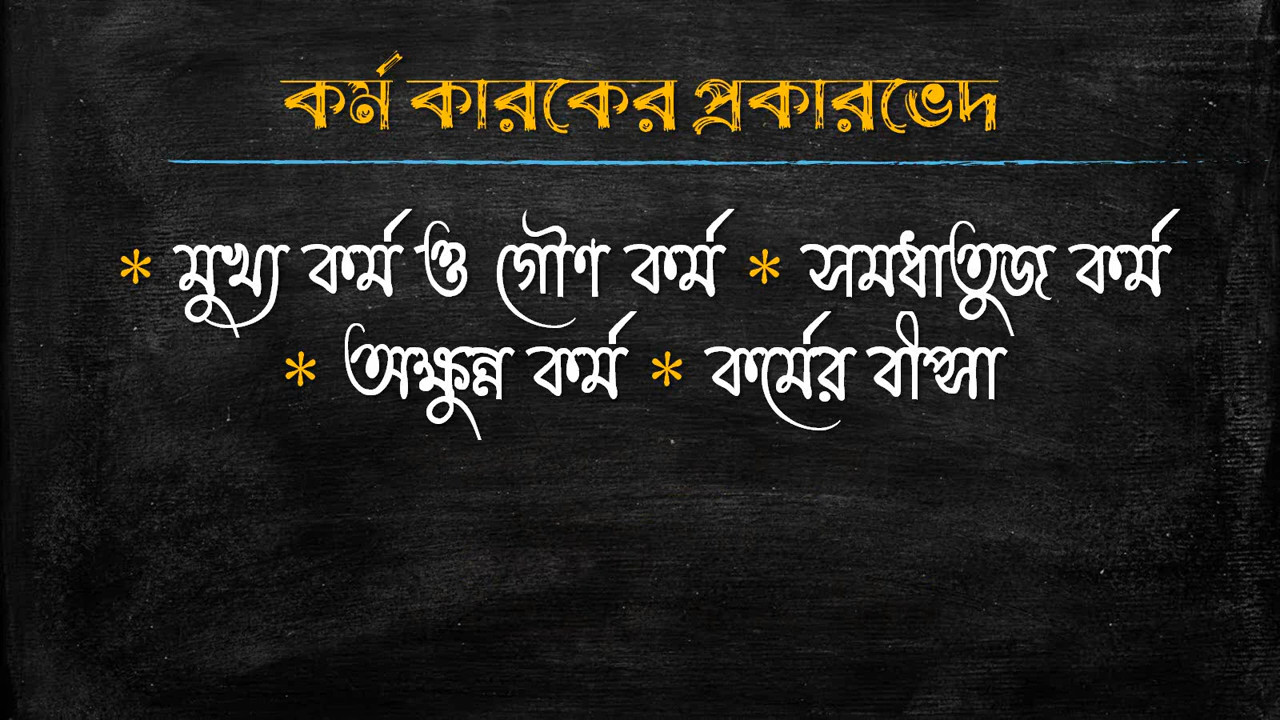 কর্ম কারকের প্রকারভেদ
* মুখ্য কর্ম ও গৌণ কর্ম * সমধাতুজ কর্ম
* অক্ষুন্ন কর্ম * কর্মের বীপ্সা